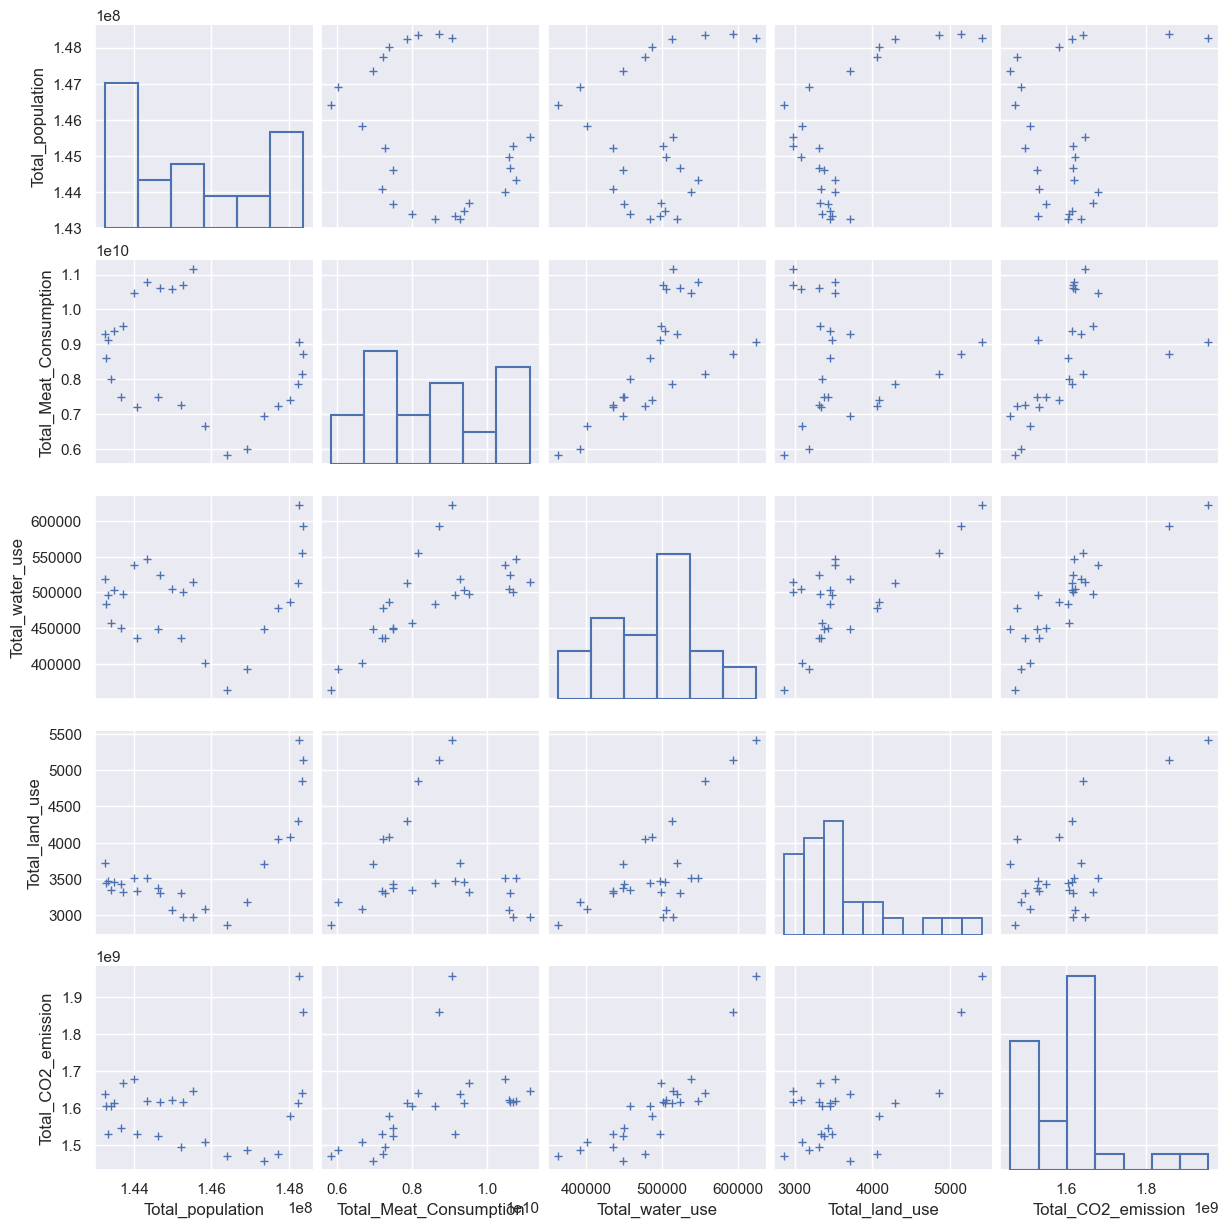 1e8
1.48
1.47
1.46
1.45
1.44
1.43
Total_population
1e10
1.1
1.0
0.9
0.8
0.7
0.6
Total_Meat_Consumption
600000
550000
500000
450000
400000
Total_water_use
5500
5000
4500
4000
3500
3000
Total_land_use
1e9
1.9
1.8
1.7
1.6
1.5
Total_CO2_emission
1.44 1.46 1.48 0.6 0.8 1.0 400000 500000 600000 3000 4000 5000 1.6 1.8
1e8 1e10 1e9
Total_population Total_Meat_Consumption Total_water_use Total_land_use Total_CO2_emission